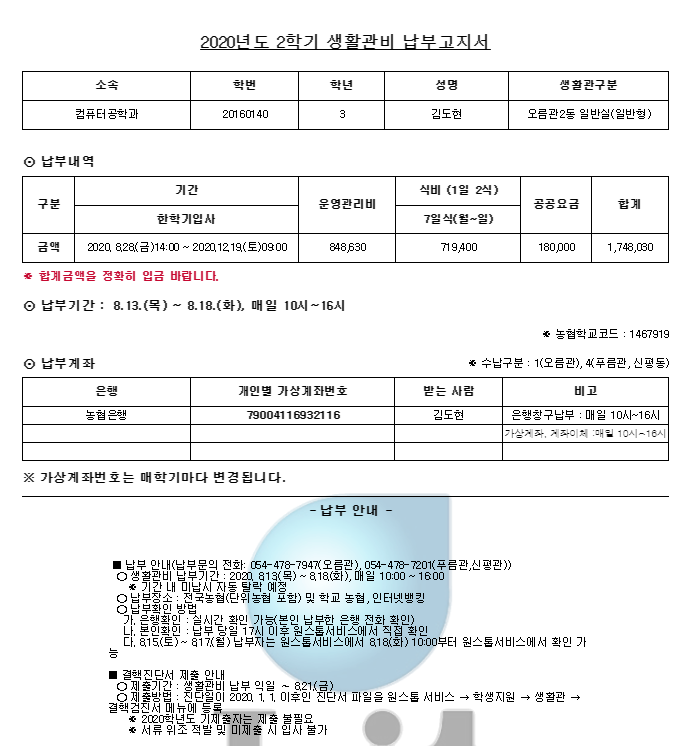 2020년도 2학기 생활관비 납부고지서
소속 학번 학년 성명 생활관구분
컴퓨터공학과 20160140 3 김도현 오름관2동 일반실(일반형)
⊙ 납부내역
구분 기간 운영관리비 식비 (1일 2식) 공공요금 합계
한학기입사 7일식(월~일)
금액 2020, 8.28.(금)14:00 ~ 2020.12.19.(토)09:00 848,630 719,400 180,000 1,748,030
※ 합계금액을 정확히 입금 바랍니다.
⊙ 납부기간 : 8.13.(목) ~ 8.18.(화), 매일 10시~16시
※ 농협학교코드 : 1467919
⊙ 납부계좌 ※ 수납구분 : 1(오름관), 4(푸름관, 신평동)
은행 개인별 가상계좌번호 받는 사람 비고
농협은행 79004116932116 김도현 은행창구납부 : 매일 10시~16시
가상계좌, 계좌이체 :매일 10시~16시
※ 가상계좌번호는 매학기마다 변경됩니다.
- 납부 안내 -
■ 납부 안내(납부문의 전화: 054-478-7947(오름관), 054-478-7201(푸름관,신평관))
○ 생활관비 납부기간 : 2020. 8.13(목) ~ 8.18.(화), 매일 10:00 ~ 16:00
※ 기간 내 미납시 자동 탈락 예정
○ 납부장소 : 전국농협(단위농협 포함) 및 학교 농협, 인터넷뱅킹
○ 납부확인 방법
가. 은행확인 : 실시간 확인 가능(본인 납부한 은행 전화 확인)
나. 본인확인 : 납부 당일 17시 이후 원스톱서비스에서 직접 확인
다. 8.15.(토) ~ 8.17.(월) 납부자는 원스톱서비스에서 8.18.(화) 10:00부터 원스톱서비스에서 확인 가
능
■ 결핵진단서 제출 안내
○ 제출기간 : 생활관비 납부 익일 ~ 8.21.(금)
○ 제출방법 : 진단일이 2020. 1. 1. 이후인 진단서 파일을 원스톱 서비스 → 학생지원 → 생활관 →
결핵검진서 메뉴에 등록
※ 2020학년도 기제출자는 제출 불필요
※ 서류 위조 적발 및 미제출 시 입사 불가